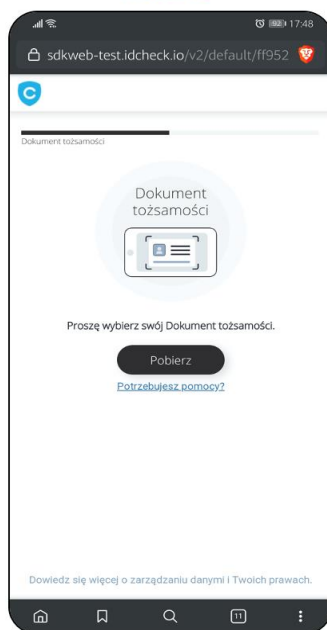 92 17:48
sdkweb-test.idcheck.io/v2/default/ff952
Dokument tożsamości
Dokument
tożsamości
Proszę wybierz swój Dokument tożsamości.
Pobierz
Potrzebujesz pomocy?
Dowiedz się więcej o zarządzaniu danymi i Twoich prawach.
11